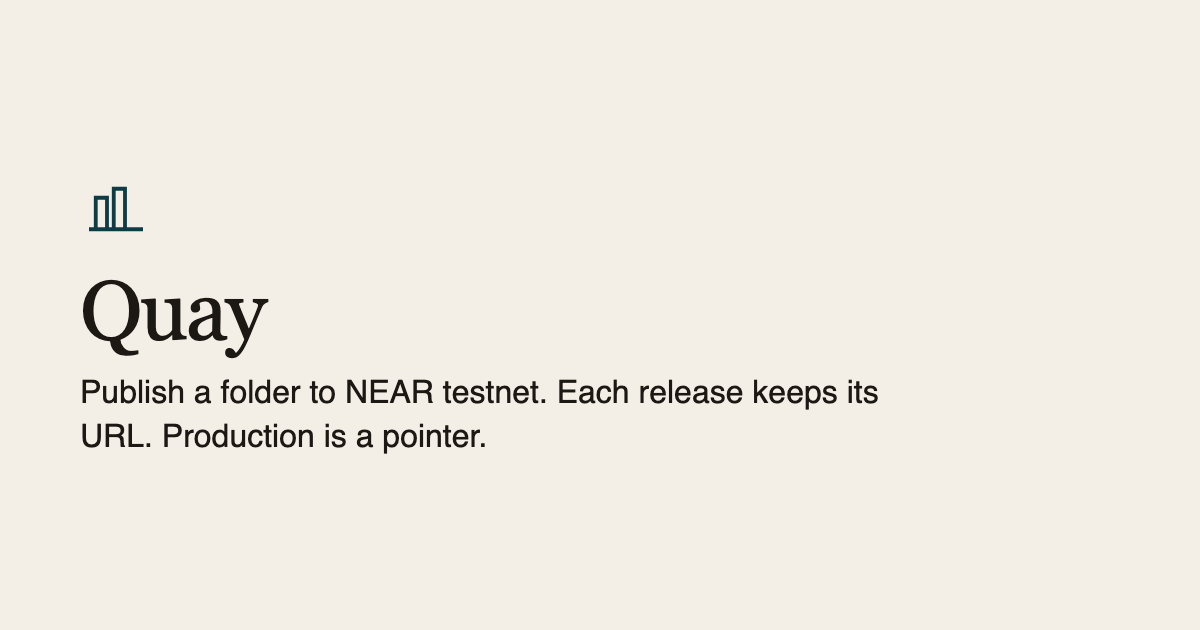 Quay
Publish a folder to NEAR testnet. Each release keeps its
URL. Production is a pointer.